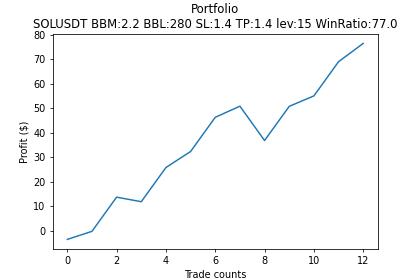 Portfolio
SOLUSDT BBM:2.2 BBL:280 SL:1.4 TP:1.4 lev:15 WinRatio:77.0
80
70
60
50
40
30
20
10
0
Profit ($)
0 2 4 6 8 10 12
Trade counts